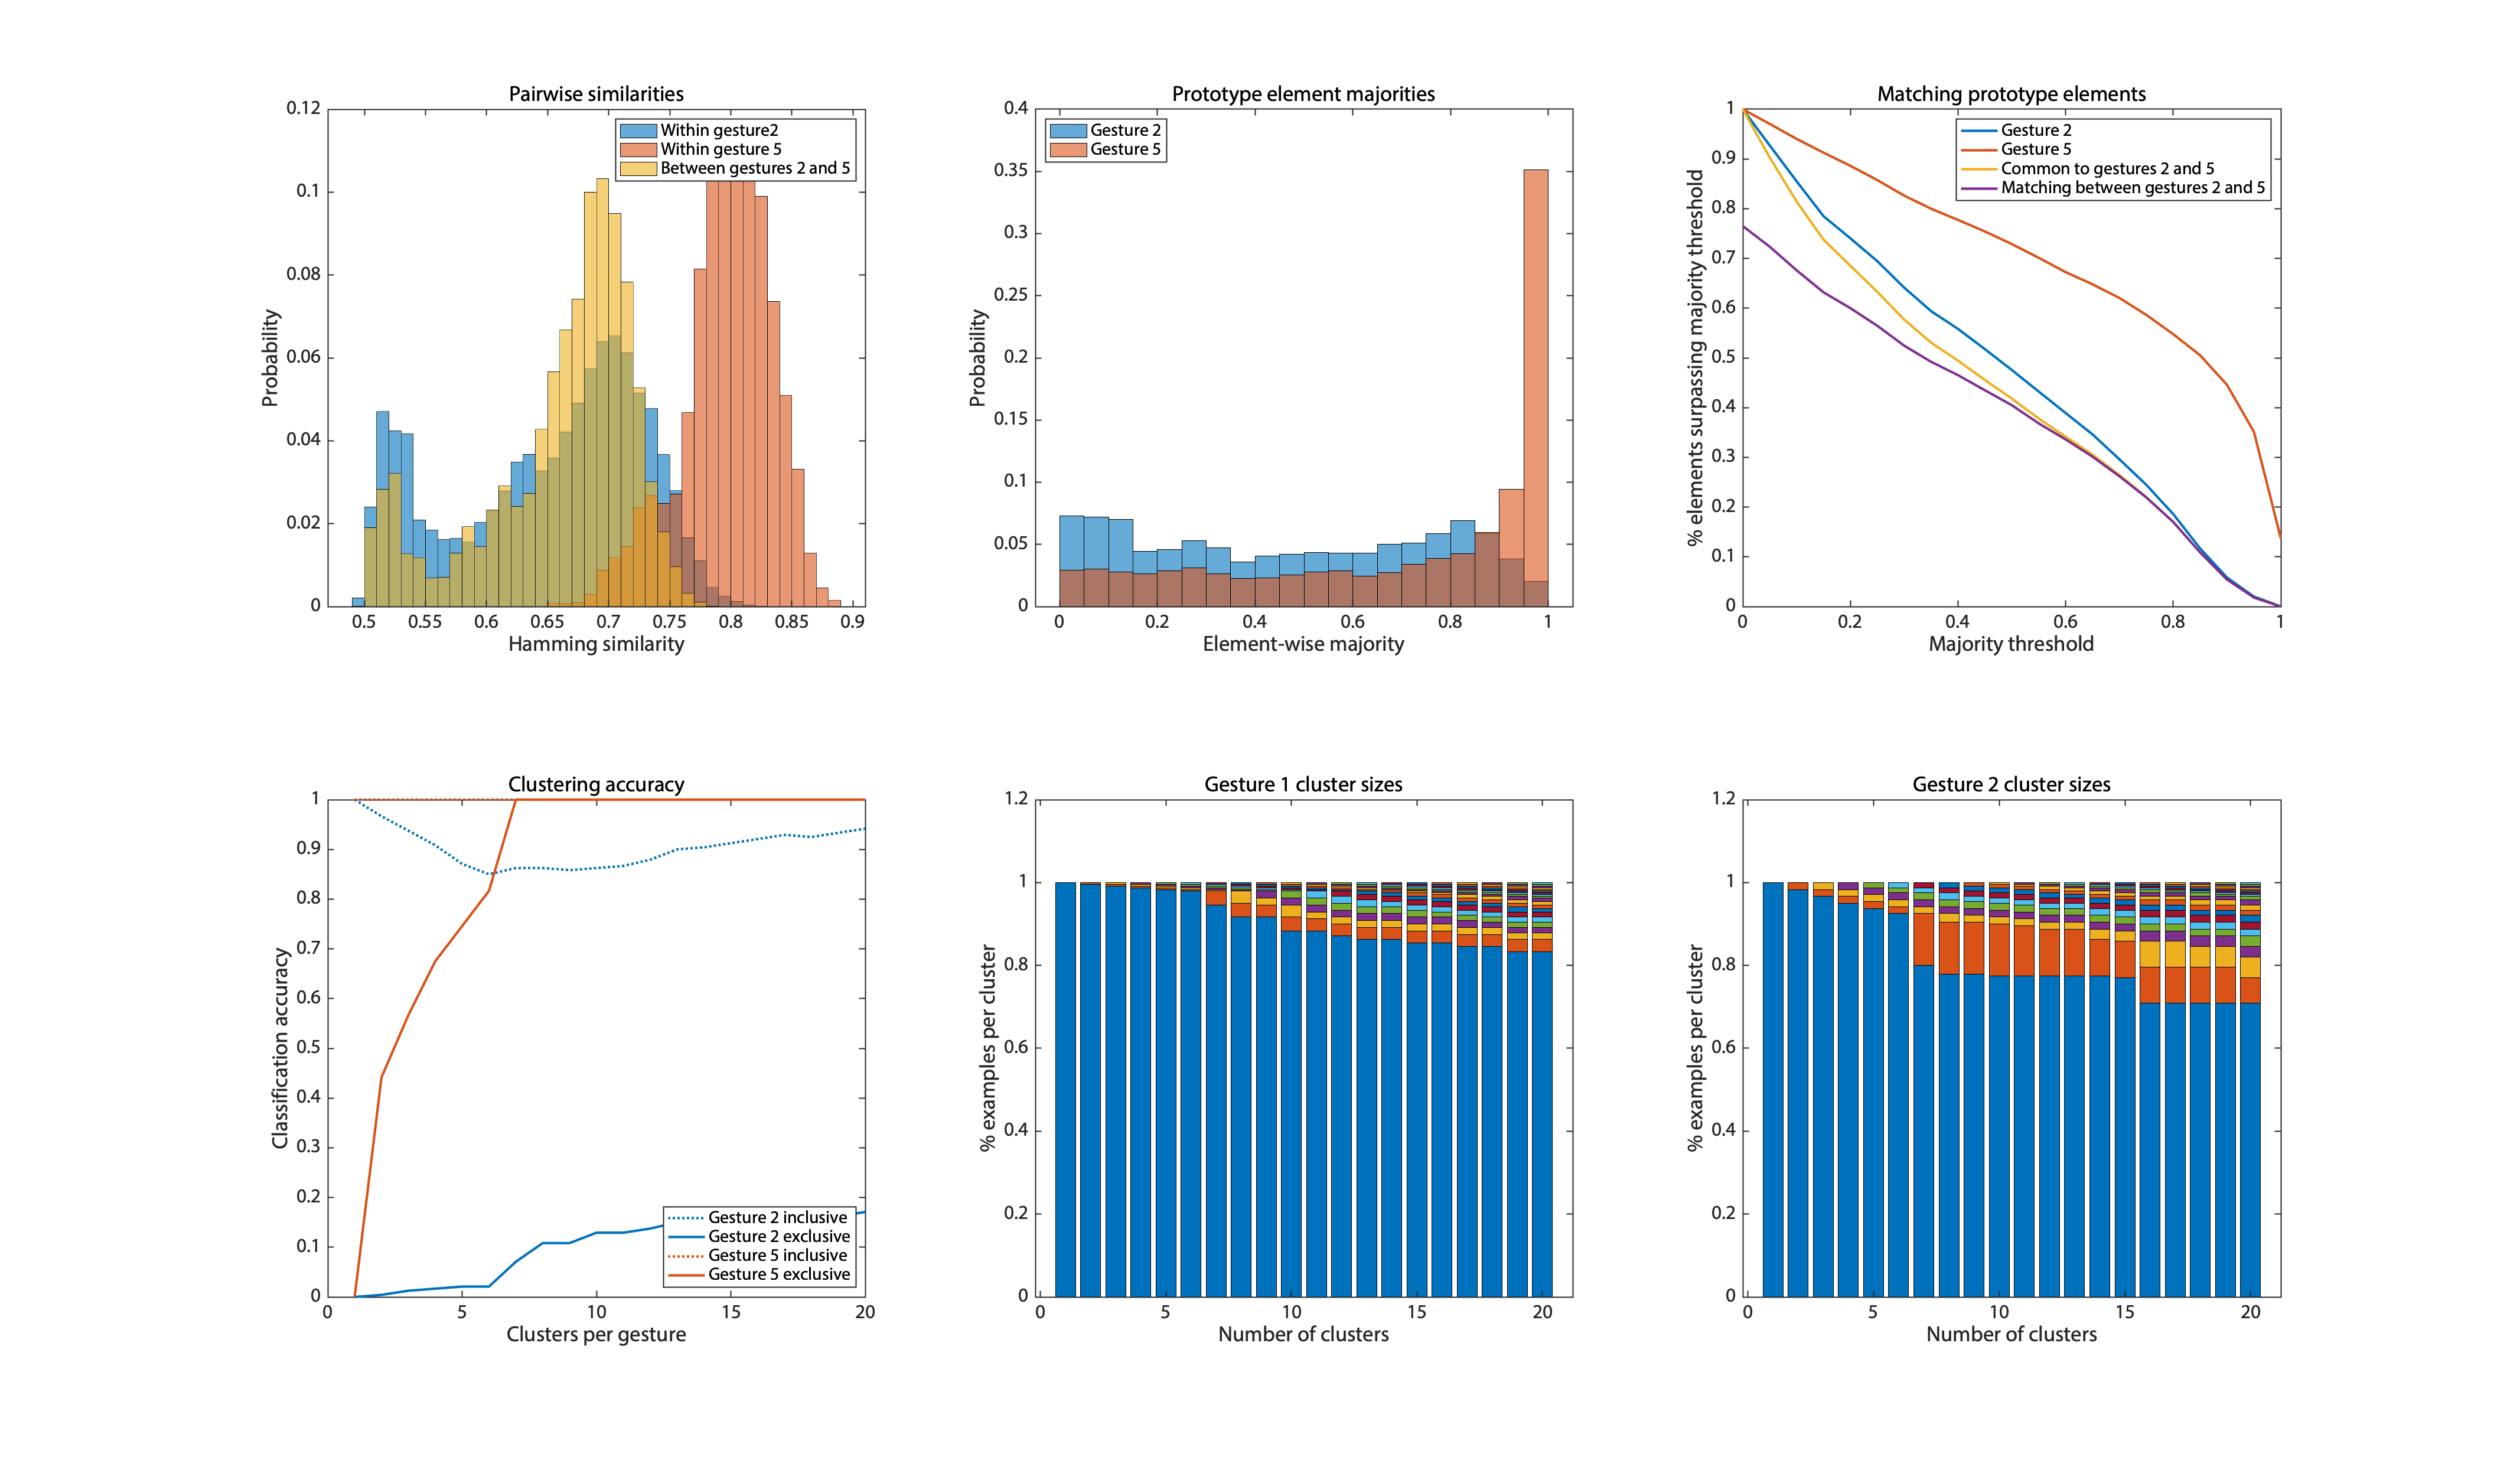 Pairwise similarities
0.12
0.1
0.08
0.06
0.04
0.02
0
Probability
Within gesture2
Within gesture 5
Between gestures 2 and 5
0.5 0.55 0.6 0.65 0.7 0.75 0.8 0.85 0.9
Hamming similarity
Prototype element majorities
0.4
0.35
0.3
0.25
0.2
0.15
0.1
0.05
0
Probability
Gesture 2
Gesture 5
0 0.2 0.4 0.6 0.8 1
Element-wise majority
Matching prototype elements
1
0.9
0.8
0.7
0.6
0.5
0.4
0.3
0.2
0.1
0
% elements surpassing majority threshold
Gesture 2
Gesture 5
Common to gestures 2 and 5
Matching between gestures 2 and 5
0 0.2 0.4 0.6 0.8 1
Majority threshold
Clustering accuracy
1
0.9
0.8
0.7
0.6
0.5
0.4
0.3
0.2
0.1
0
Classification accuracy
Gesture 2 inclusive
Gesture 2 exclusive
Gesture 5 inclusive
Gesture 5 exclusive
0 5 10 15 20
Clusters per gesture
Gesture 1 cluster sizes
1.2
1
0.8
0.6
0.4
0.2
0
% examples per cluster
0 5 10 15 20
Number of clusters
Gesture 2 cluster sizes
1.2
1
0.8
0.6
0.4
0.2
0
% examples per cluster
0 5 10 15 20
Number of clusters